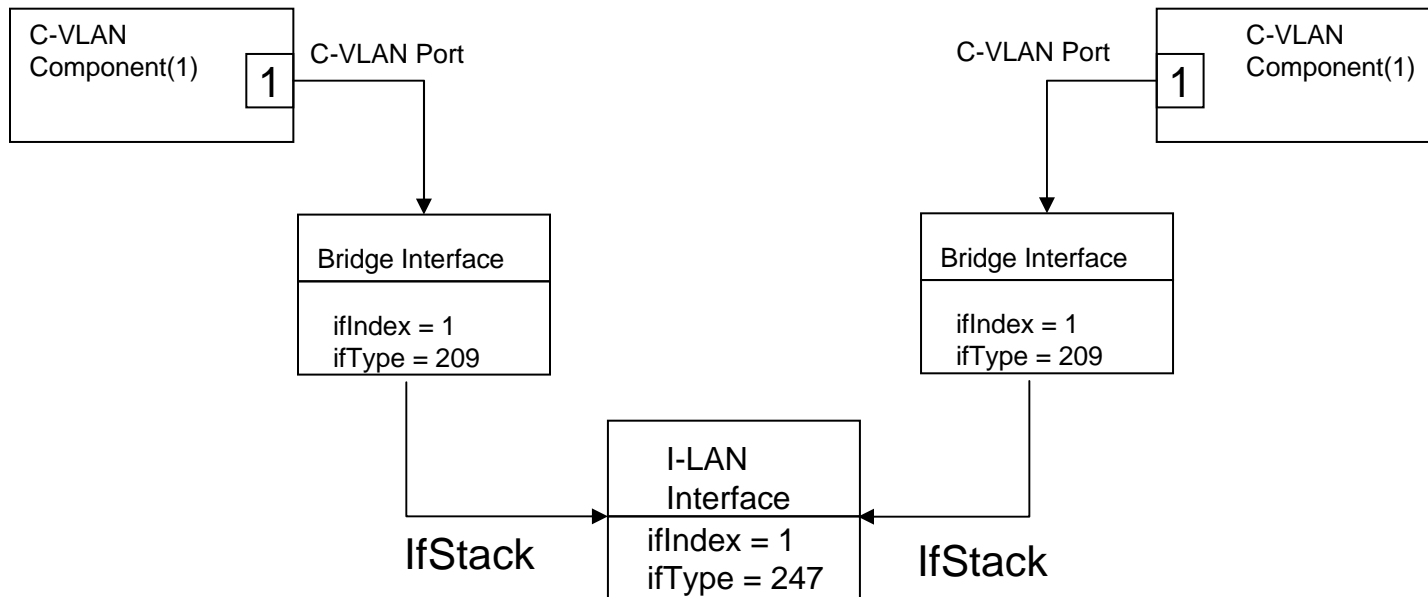 C-VLAN
Component(1)
1
C-VLAN Port
C-VLAN Port
1
C-VLAN
Component(1)
Bridge Interface
ifIndex = 1
ifType = 209
Bridge Interface
ifIndex = 1
ifType = 209
I-LAN
Interface
ifIndex = 1
ifType = 247
IfStack
IfStack